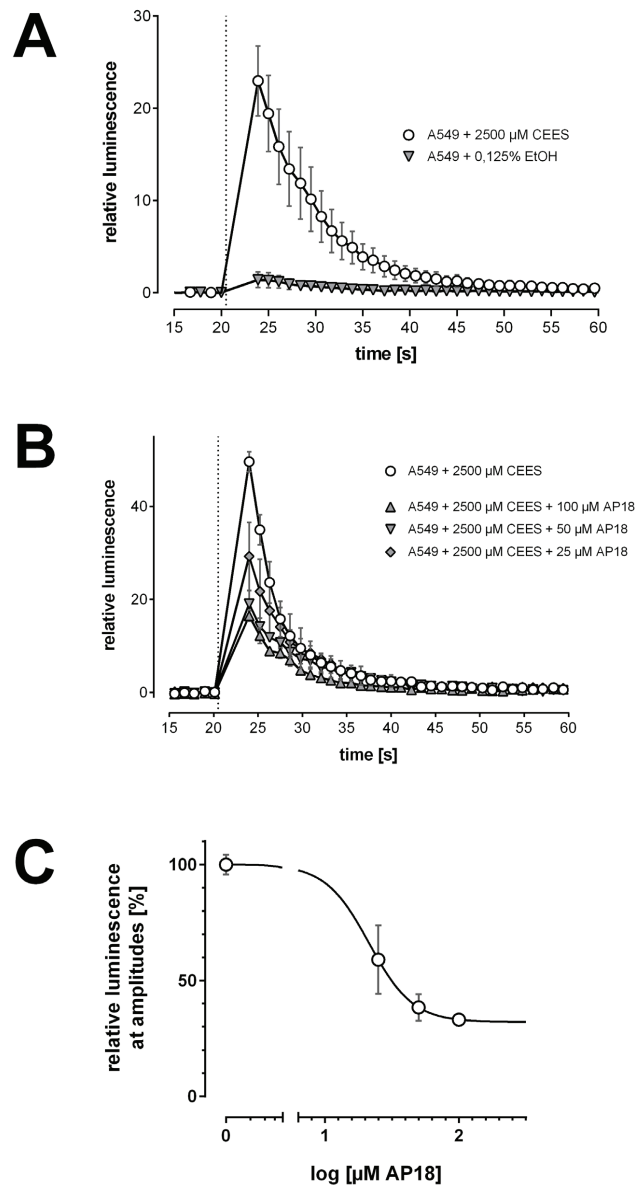 A
30
20
10
0
relative luminescence
A549 + 2500 µM CEES
A549 + 0,125% EtOH
15 20 25 30 35 40 45 50 55 60
time [s]
B
40
20
0
relative luminescence
A549 + 2500 µM CEES
A549 + 2500 µM CEES + 100 µM AP18
A549 + 2500 µM CEES + 50 µM AP18
A549 + 2500 µM CEES + 25 µM AP18
15 20 25 30 35 40 45 50 55 60
time [s]
C
100
50
0
relative luminescence
at amplitudes [%]
0 1 2
log [µM AP18]